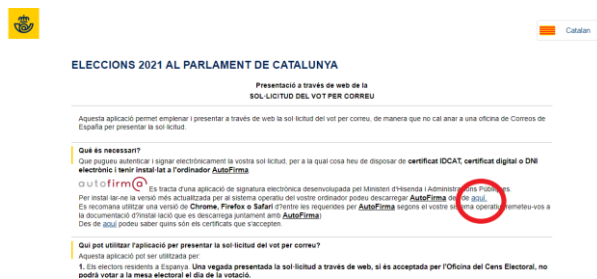 Catalan
ELECCIONS 2021 AL PARLAMENT DE CATALUNYA
Presentació a través de web de la
SOL·LICITUD DEL VOT PER CORREU
Aquesta aplicació permet emplenar i presentar a través de web la sol·licitud del vot per correu, de manera que no cal anar a una oficina de Correos de
España per presentar la sol·licitud.
Què és necessari?
Que pugueu autenticar i signar electrònicament la vostra sol·licitud, per a la qual cosa heu de disposar de certificat IDCAT, certificat digital o DNI
electrònic i tenir instal·lat a l'ordinador AutoFirma
autofirm@ Es tracta d'una aplicació de signatura electrònica desenvolupada pel Ministeri d'Hisenda i Administracions Públiques.
Per instal·lar-ne la versió més actualitzada per al sistema operatiu del vostre ordinador podeu descarregar AutoFirma des de aquí.
Es recomana utilitzar una versió de Chrome, Firefox o Safari d'entre les requerides per AutoFirma segons el vostre sistema operatiu (remeteu-vos a
la documentació d'instal·lació que es descarrega juntament amb AutoFirma)
Des de aquí podeu saber quins són els certificats que s'accepten.
Qui pot utilitzar l'aplicació per presentar la sol·licitud del vot per correu?
Aquesta aplicació pot ser utilitzada per:
1. Els electors residents a Espanya. Una vegada presentada la sol·licitud a través de web, si és acceptada per l'Oficina del Cens Electoral, no
podrà votar a la mesa electoral el dia de la votació.